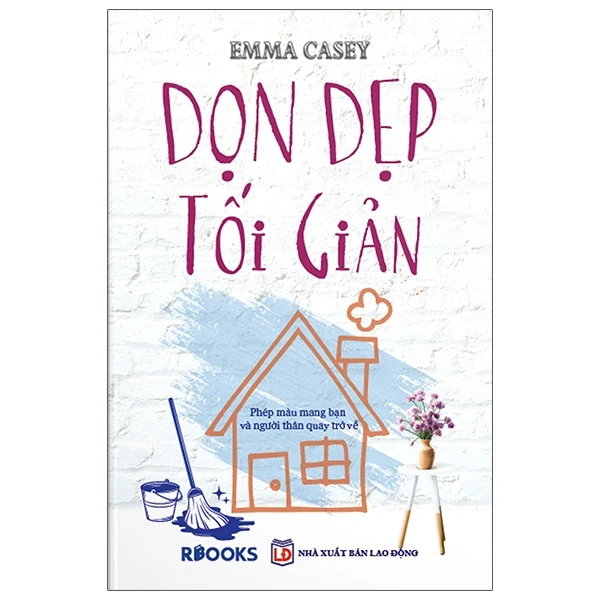 EMMA CASEY
DỌN DẸP
TỐI GIẢN
Phép màu mang bạn
và người thân quay trở về
RBOOKS
LĐ NHÀ XUẤT BẢN LAO ĐỘNG